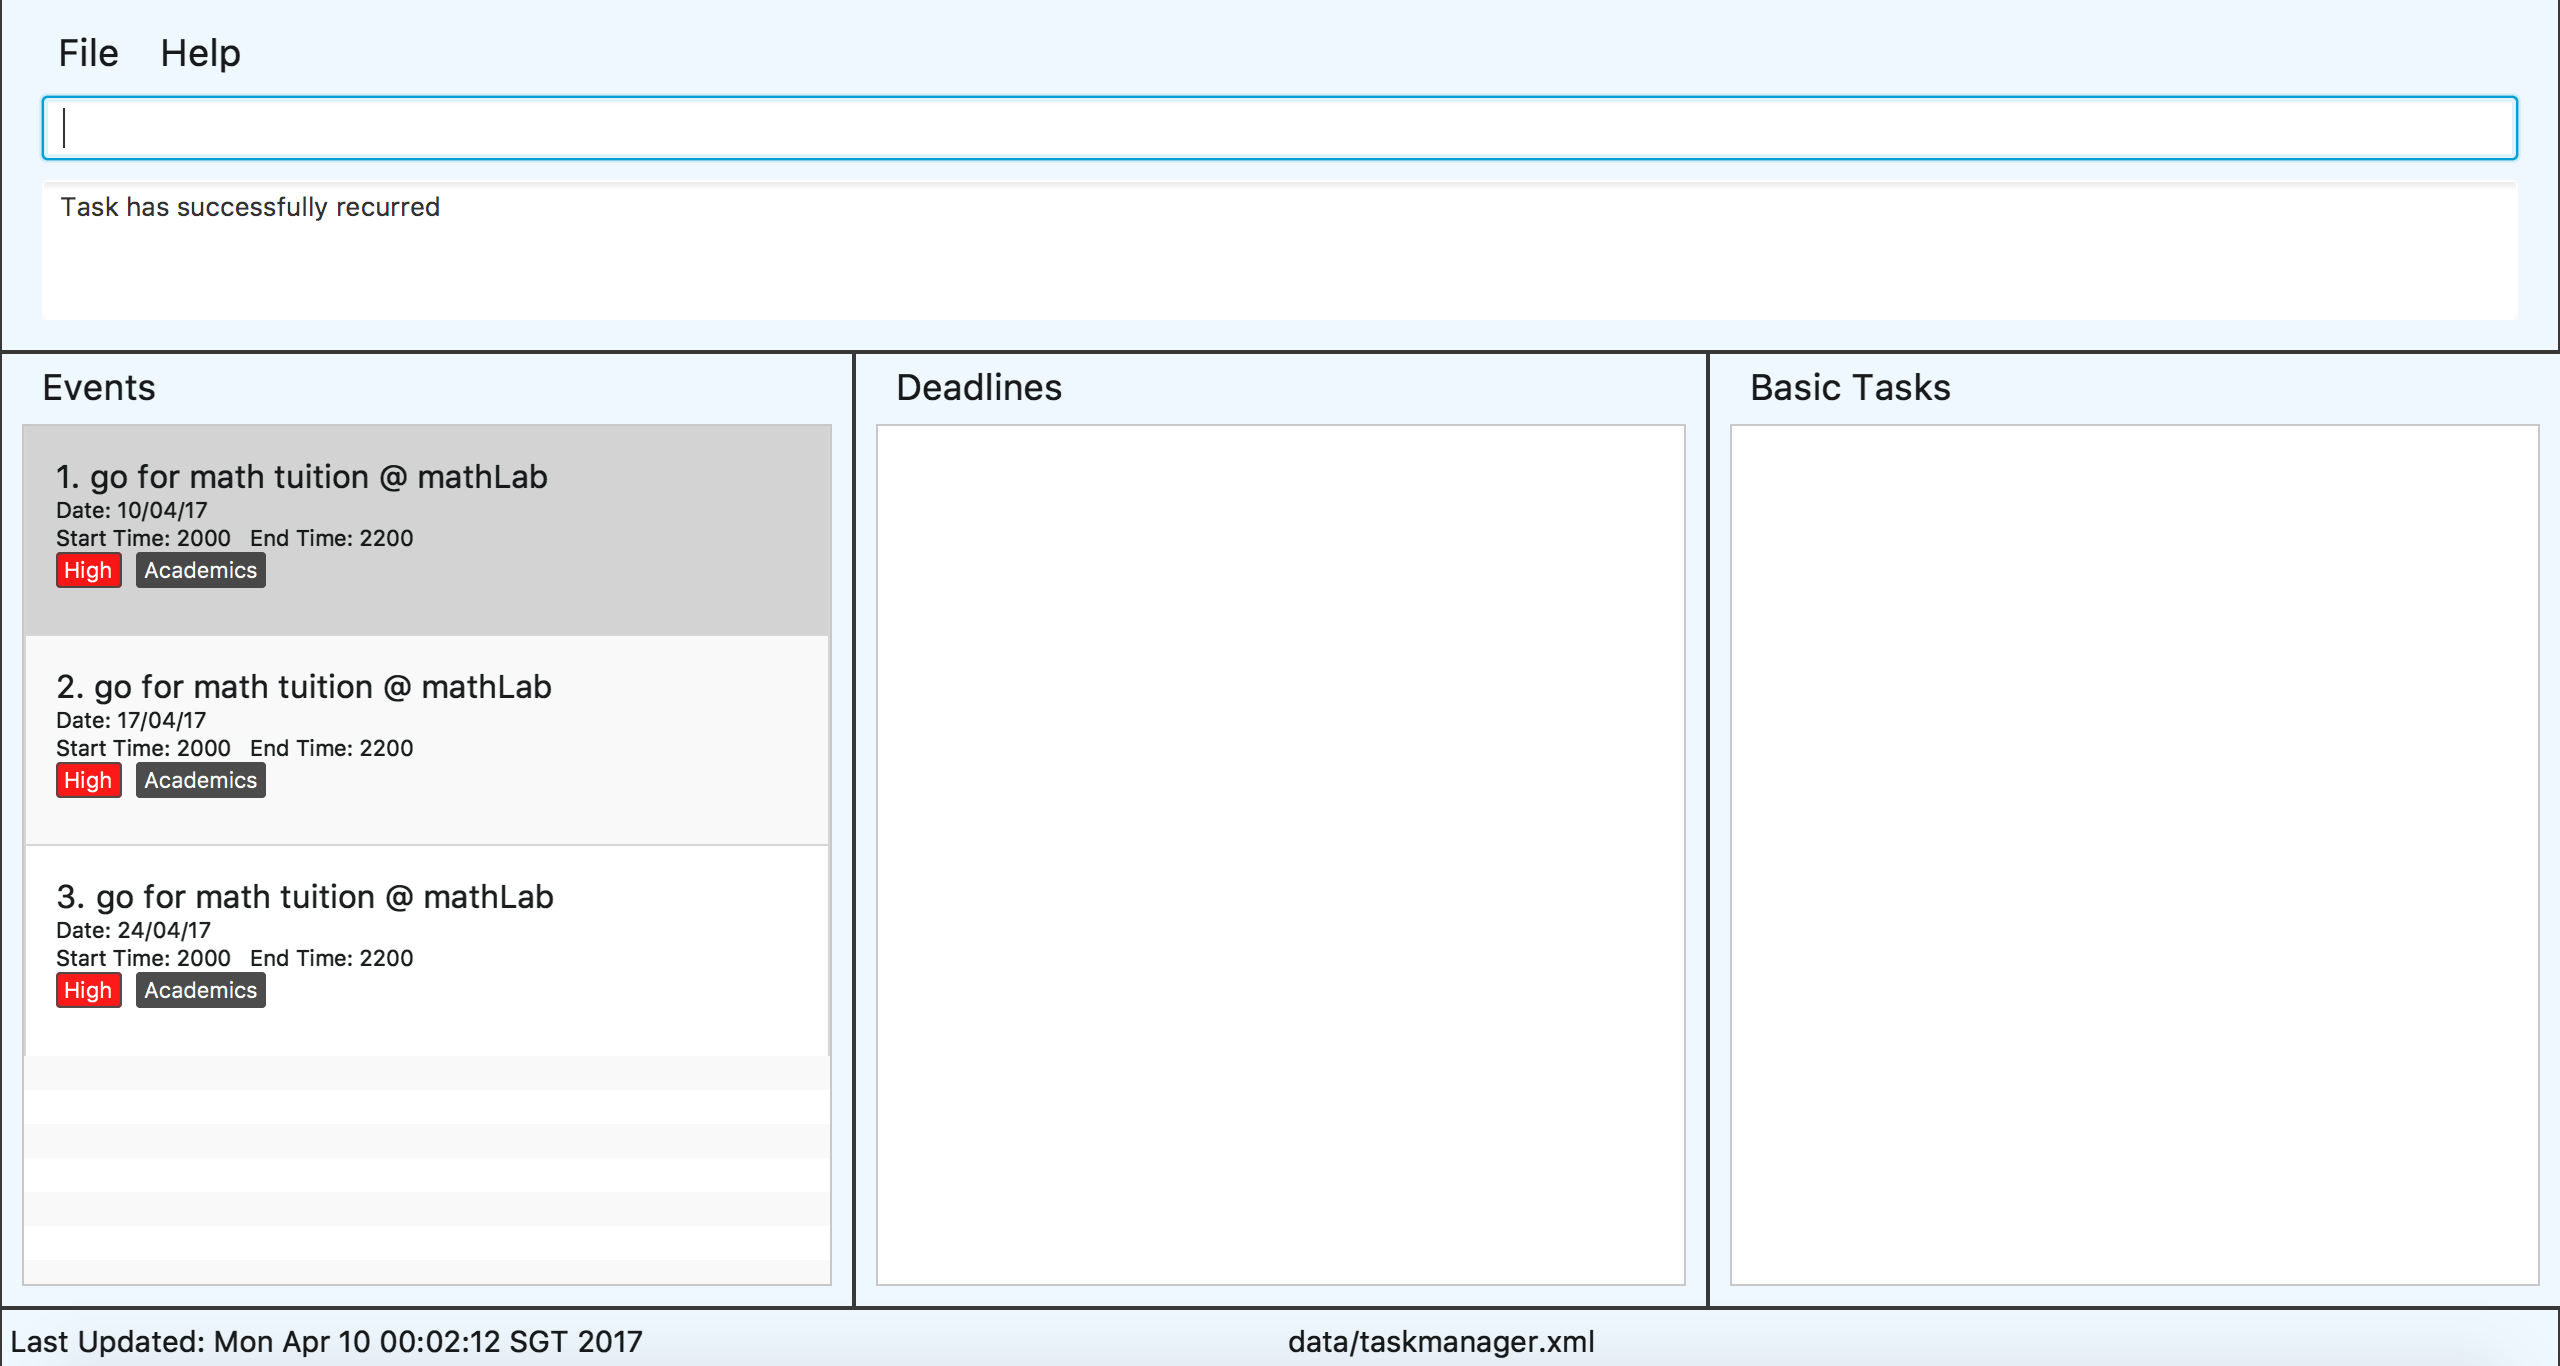 File Help
Task has successfully recurred
Events
1. go for math tuition @ mathLab
Date: 10/04/17
Start Time: 2000 End Time: 2200
High Academics
2. go for math tuition @ mathLab
Date: 17/04/17
Start Time: 2000 End Time: 2200
High Academics
3. go for math tuition @ mathLab
Date: 24/04/17
Start Time: 2000 End Time: 2200
High Academics
Deadlines
Basic Tasks
Last Updated: Mon Apr 10 00:02:12 SGT 2017
data/taskmanager.xml